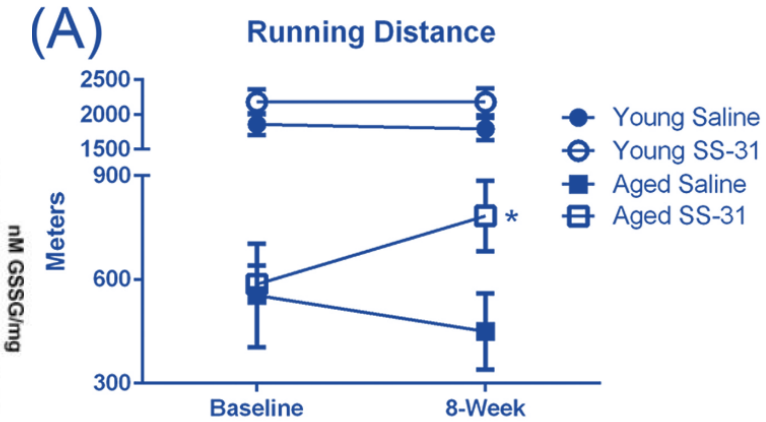 (A)
Running Distance
2500
2000
1500
900
600
300
Meters
nM GSSG/mg
Baseline
8-Week
*
Young Saline
Young SS-31
Aged Saline
Aged SS-31